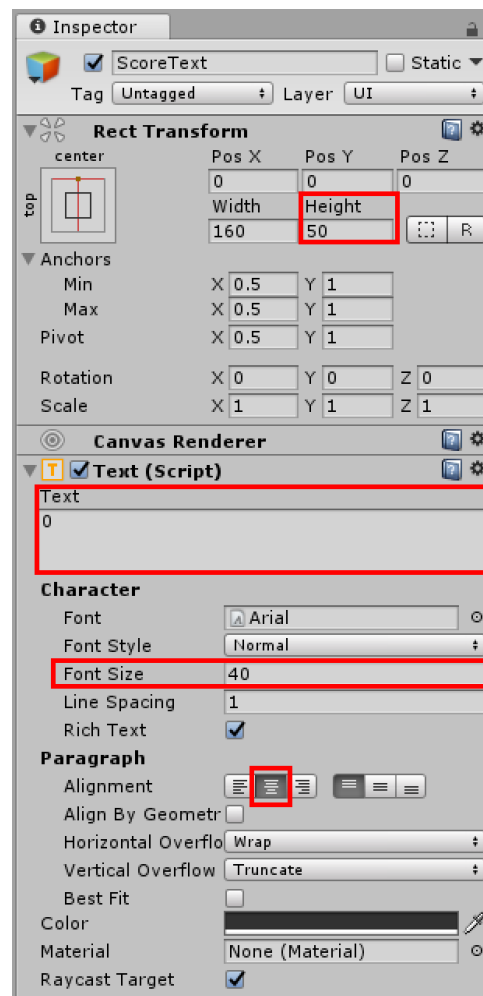 Inspector
ScoreText Static
Tag Untagged Layer UI
Rect Transform
center Pos X Pos Y Pos Z
top 0 0 0
Width Height
160 50 R
Anchors
Min X 0.5 Y 1
Max X 0.5 Y 1
Pivot X 0.5 Y 1
Rotation X 0 Y 0 Z 0
Scale X 1 Y 1 Z 1
Canvas Renderer
T Text (Script)
Text
0
Character
Font Arial
Font Style Normal
Font Size 40
Line Spacing 1
Rich Text
Paragraph
Alignment
Align By Geometr
Horizontal Overflo Wrap
Vertical Overflow Truncate
Best Fit
Color
Material None (Material)
Raycast Target